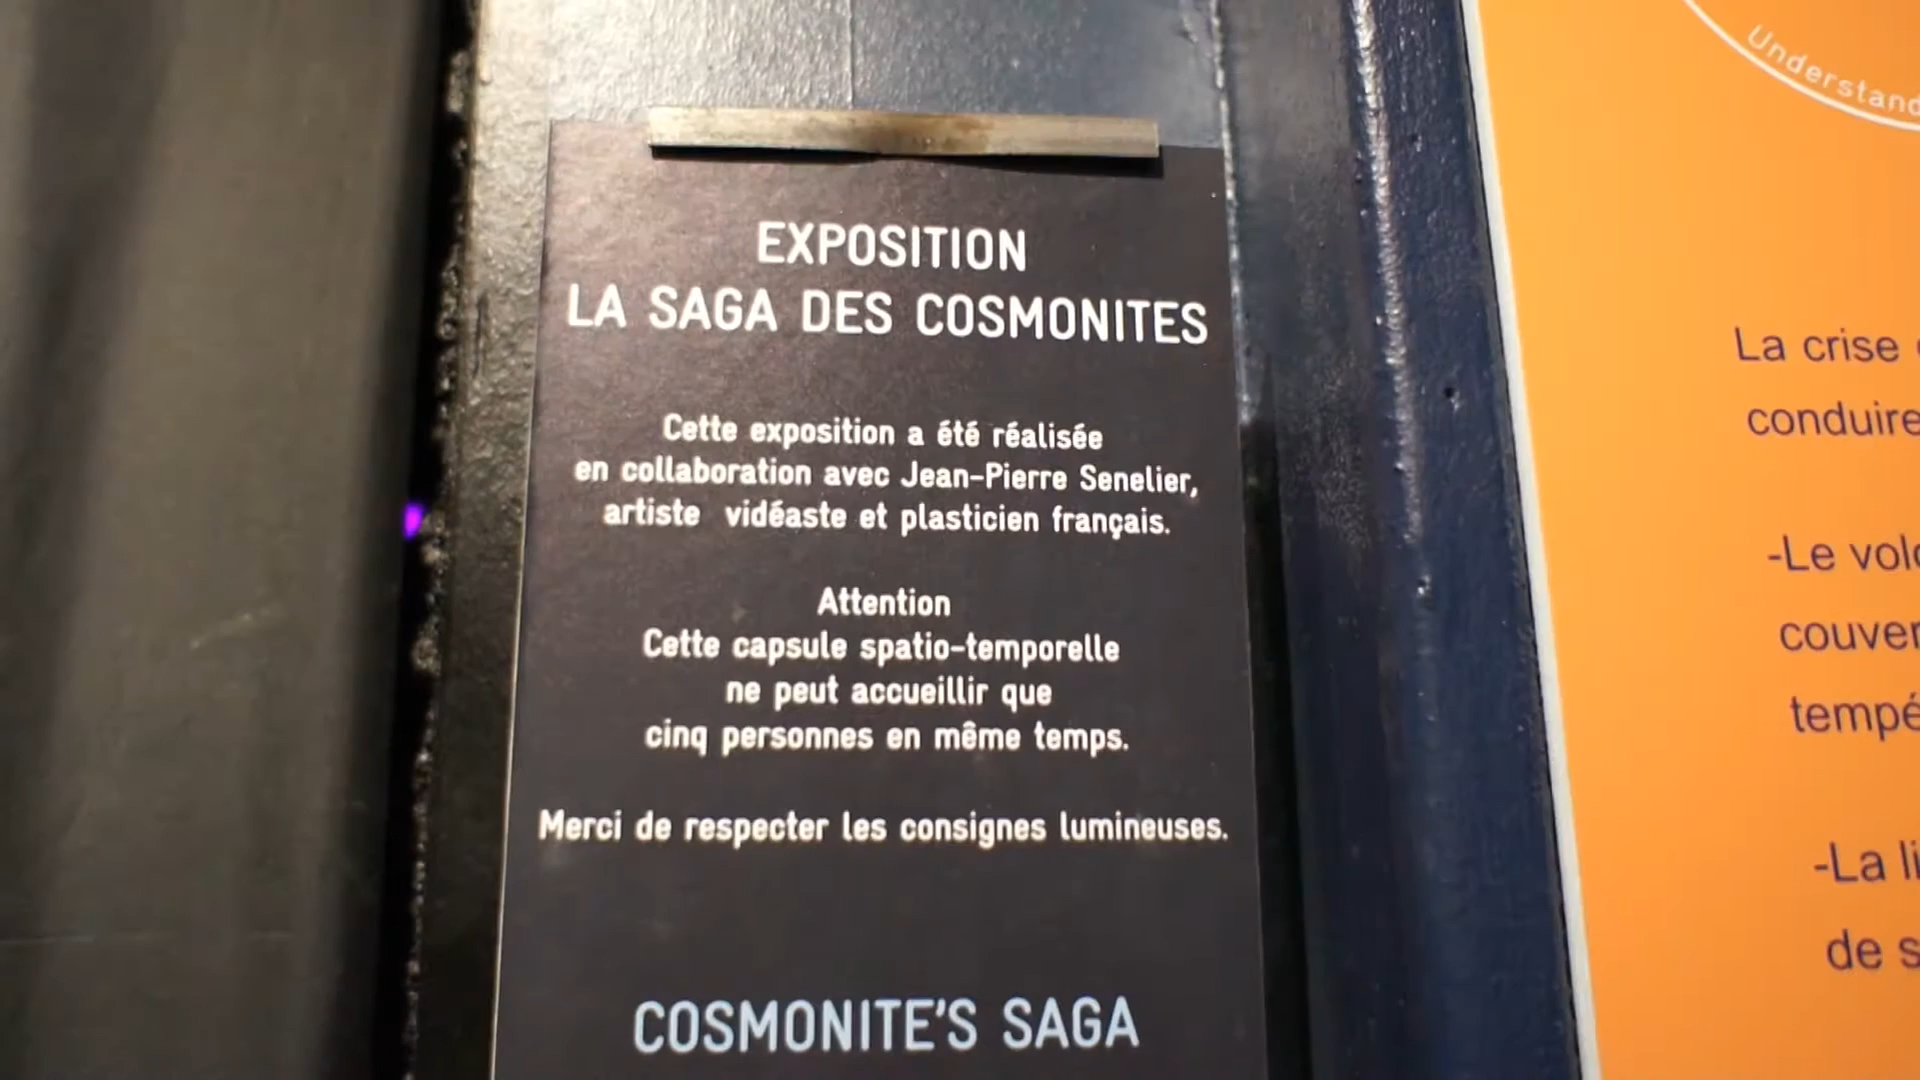 EXPOSITION
LA SAGA DES COSMONITES
Cette exposition a été réalisée
en collaboration avec Jean-Pierre Senelier,
artiste vidéaste et plasticien français.
Attention
Cette capsule spatio-temporelle
ne peut accueillir que
cinq personnes en même temps.
Merci de respecter les consignes lumineuses.
COSMONITE'S SAGA
La crise
conduire
-Le
de